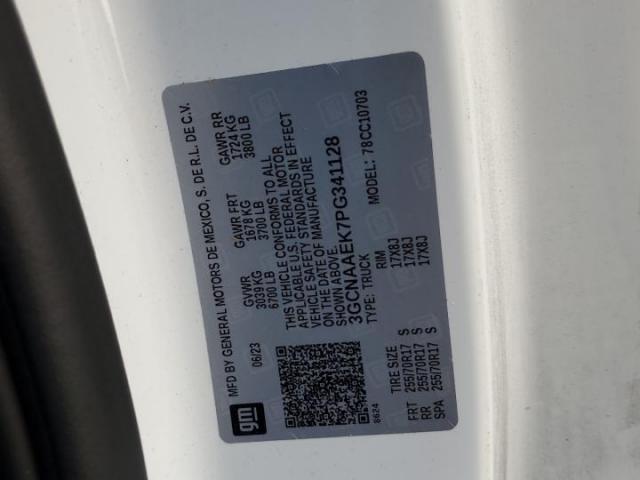 MFD BY GENERAL MOTORS DE MEXICO, S. DE R.L. DE C.V.
06/23 GVWR GAWR FRT GAWR RR
3039 KG 1678 KG 1724 KG
6700 LB 3700 LB 3800 LB
THIS VEHICLE CONFORMS TO ALL
APPLICABLE U.S. FEDERAL MOTOR
VEHICLE SAFETY STANDARDS IN EFFECT
ON THE DATE OF MANUFACTURE
SHOWN ABOVE.
3GCNAAEK7PG341128
TYPE: TRUCK MODEL: 78CC10703
gm
8624
TIRE SIZE RIM
FRT 255/70R17 S 17X8J
RR 255/70R17 S 17X8J
SPA 255/70R17 S 17X8J